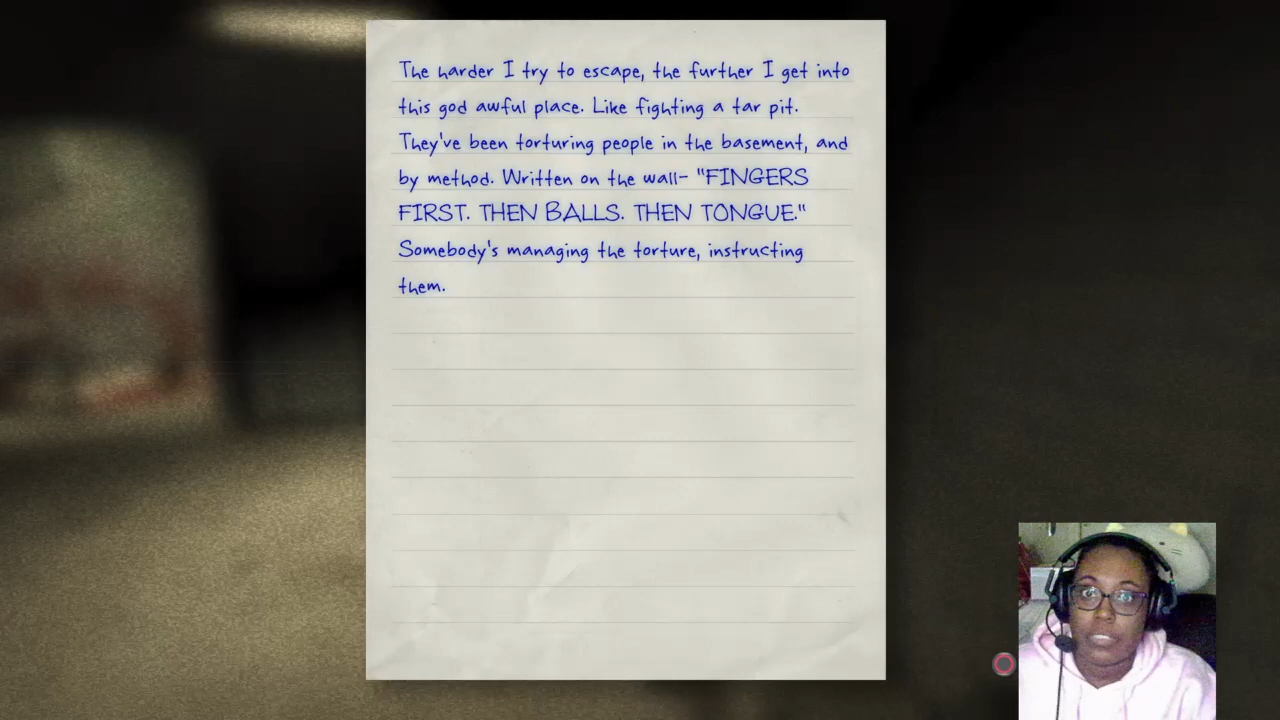 The harder I try to escape, the further I get into
this god awful place. Like fighting a tar pit.
They've been torturing people in the basement, and
by method. Written on the wall- "FINGERS
FIRST. THEN BALLS. THEN TONGUE."
Somebody's managing the torture, instructing
them.